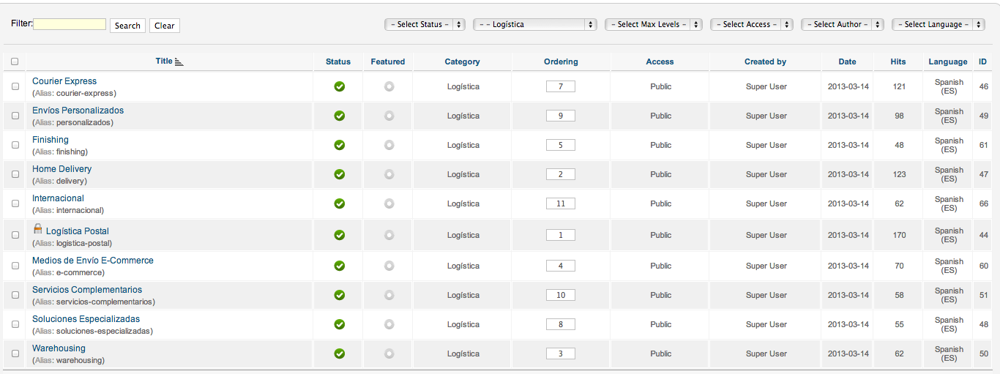 Filter: Search Clear – Select Status – – – Logística – Select Max Levels – – Select Access – – Select Author – – Select Language –
Title Status Featured Category Ordering Access Created by Date Hits Language ID
Courier Express
(Alias: courier-express) Logística 7 Public Super User 2013-03-14 121 Spanish (ES) 46
Envíos Personalizados
(Alias: personalizados) Logística 9 Public Super User 2013-03-14 98 Spanish (ES) 49
Finishing
(Alias: finishing) Logística 5 Public Super User 2013-03-14 48 Spanish (ES) 61
Home Delivery
(Alias: delivery) Logística 2 Public Super User 2013-03-14 123 Spanish (ES) 47
Internacional
(Alias: internacional) Logística 11 Public Super User 2013-03-14 62 Spanish (ES) 66
Logística Postal
(Alias: logistica-postal) Logística 1 Public Super User 2013-03-14 170 Spanish (ES) 44
Medios de Envío E-Commerce
(Alias: e-commerce) Logística 4 Public Super User 2013-03-14 70 Spanish (ES) 60
Servicios Complementarios
(Alias: servicios-complementarios) Logística 10 Public Super User 2013-03-14 58 Spanish (ES) 51
Soluciones Especializadas
(Alias: soluciones-especializadas) Logística 8 Public Super User 2013-03-14 55 Spanish (ES) 48
Warehousing
(Alias: warehousing) Logística 3 Public Super User 2013-03-14 62 Spanish (ES) 50